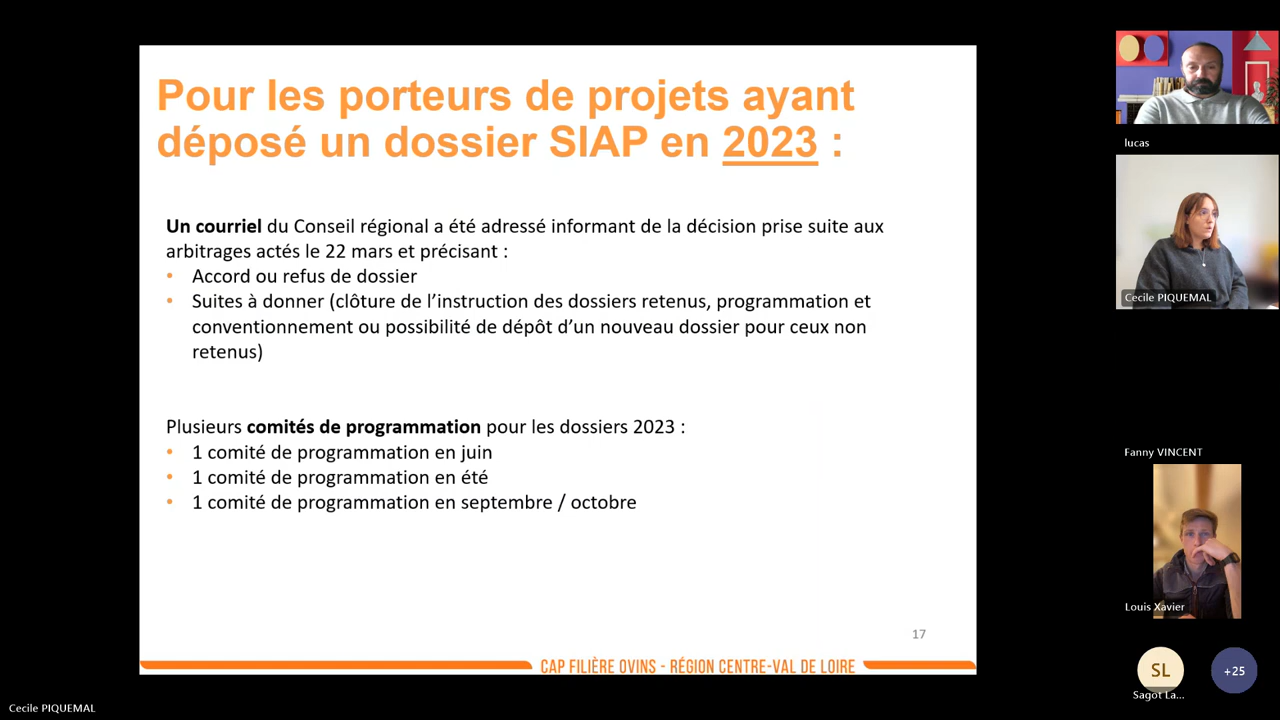 Pour les porteurs de projets ayant
déposé un dossier SIAP en 2023 :
Un courriel du Conseil régional a été adressé informant de la décision prise suite aux
arbitrages actés le 22 mars et précisant :
• Accord ou refus de dossier
• Suites à donner (clôture de l’instruction des dossiers retenus, programmation et
conventionnement ou possibilité de dépôt d’un nouveau dossier pour ceux non
retenus)
Plusieurs comités de programmation pour les dossiers 2023 :
• 1 comité de programmation en juin
• 1 comité de programmation en été
• 1 comité de programmation en septembre / octobre
17
CAP FILIÈRE OVINS - RÉGION CENTRE-VAL DE LOIRE
lucas
Cecile PIQUEMAL
Fanny VINCENT
Louis Xavier
SL
Sagot La...
+25
Cecile PIQUEMAL